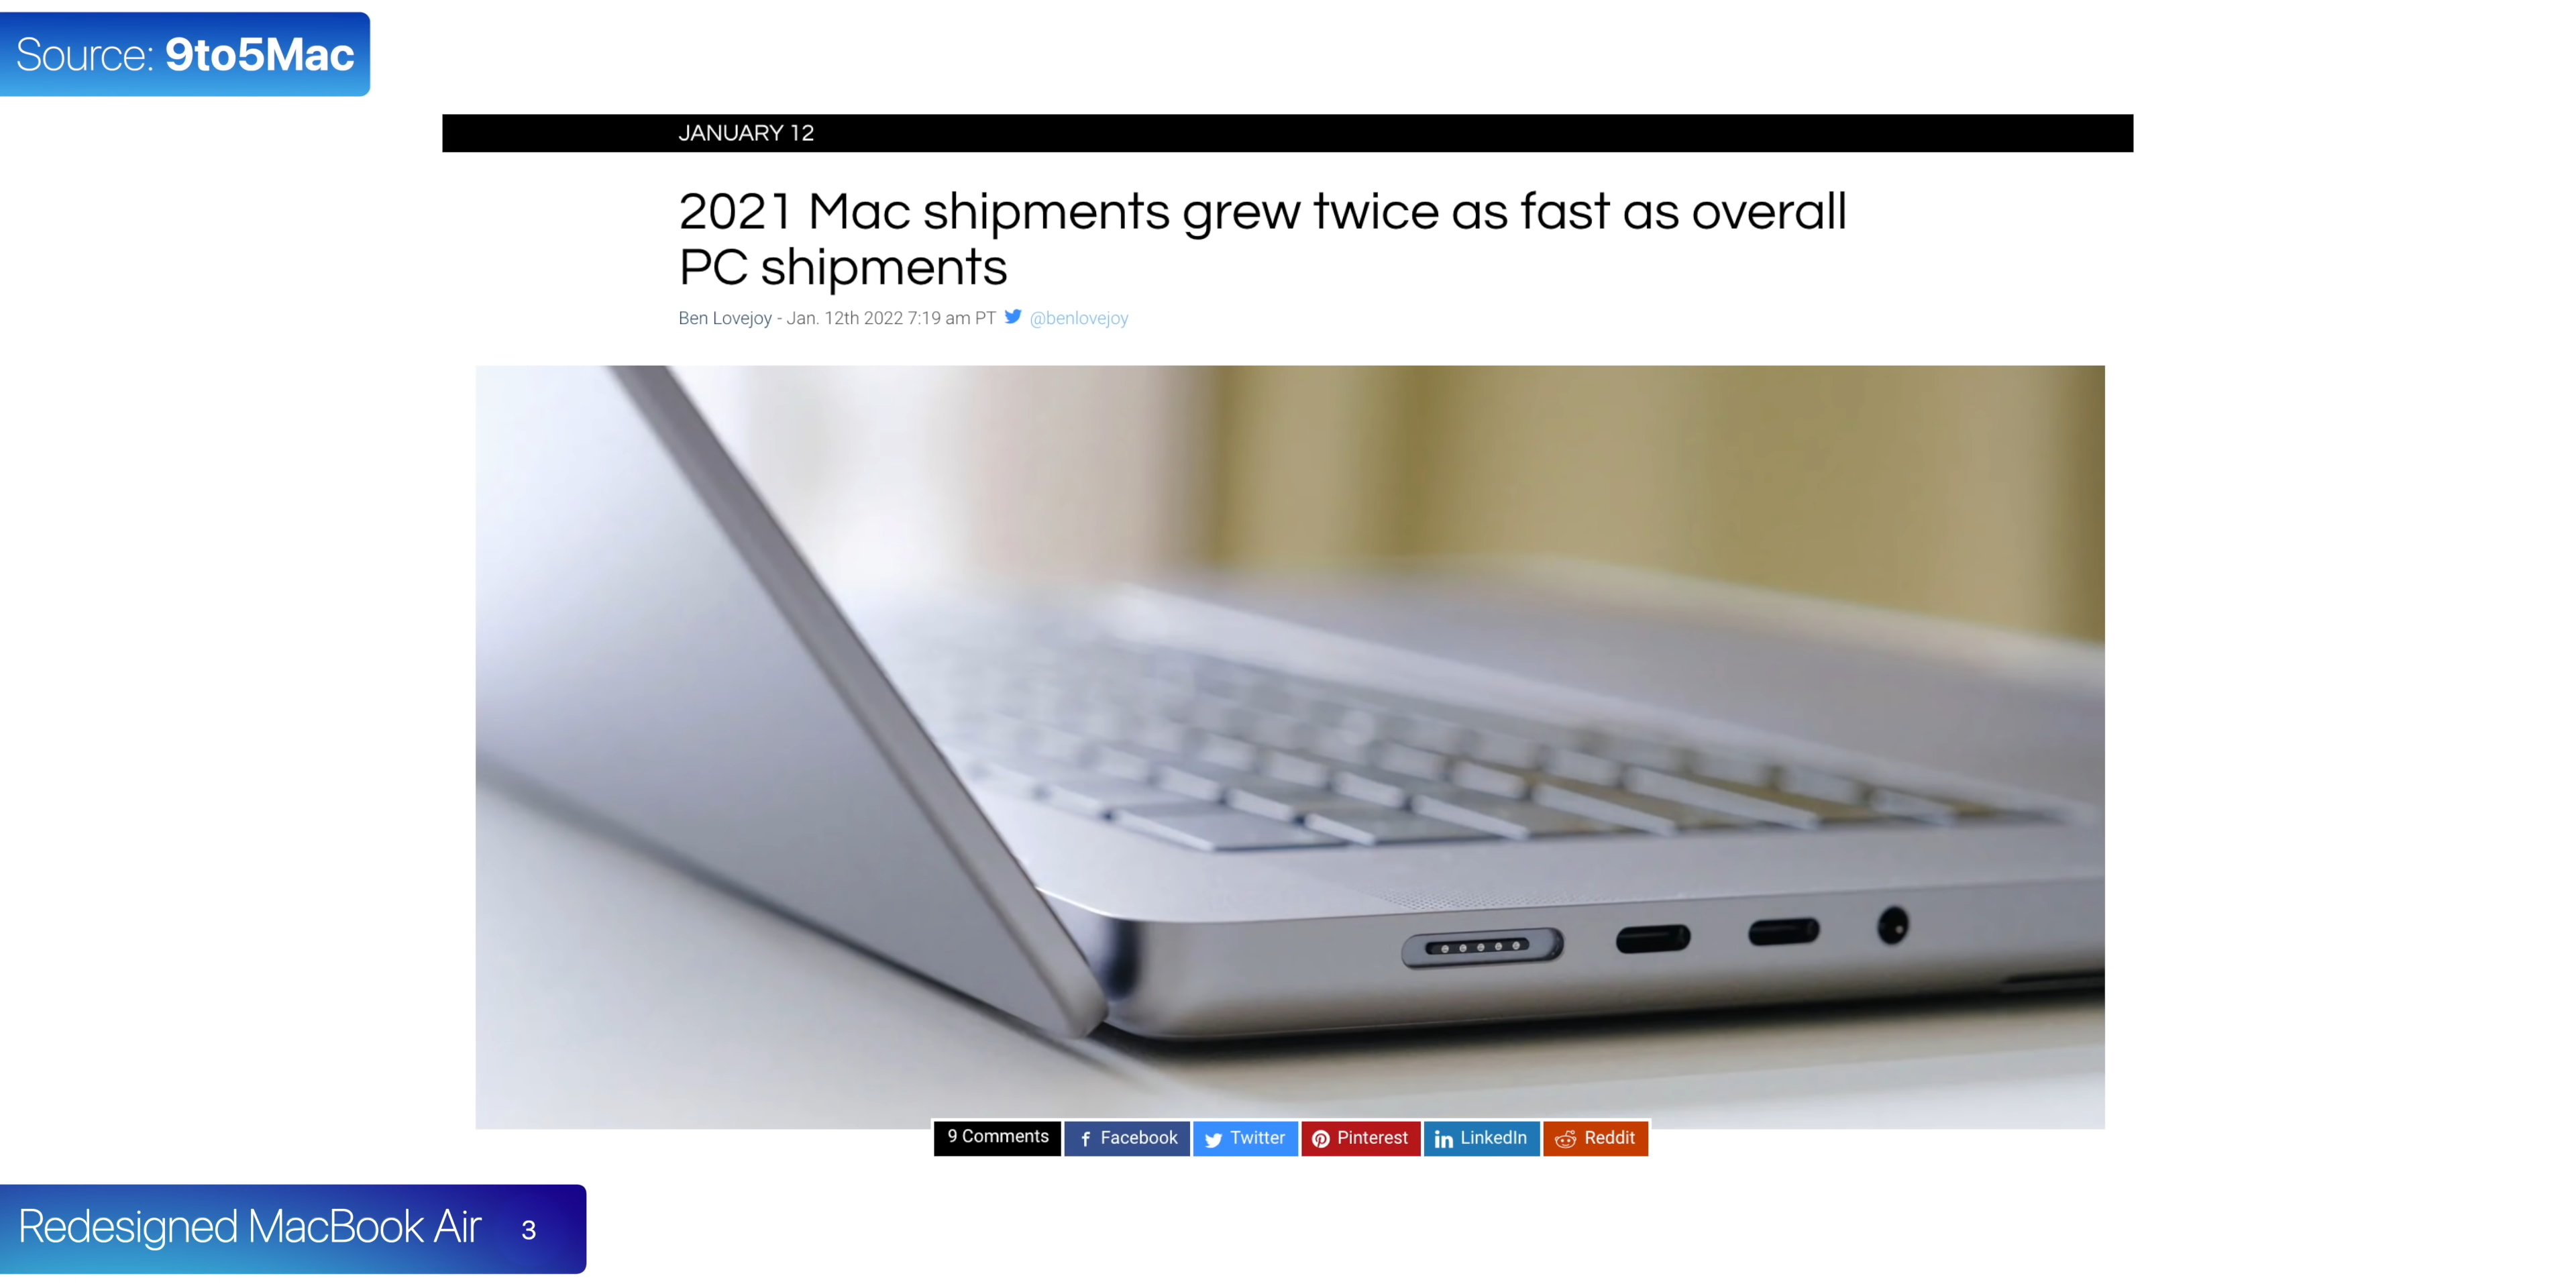 Source: 9to5Mac
JANUARY 12
2021 Mac shipments grew twice as fast as overall
PC shipments
Ben Lovejoy - Jan. 12th 2022 7:19 am PT @benlovejoy
9 Comments Facebook Twitter Pinterest LinkedIn Reddit
Redesigned MacBook Air 3